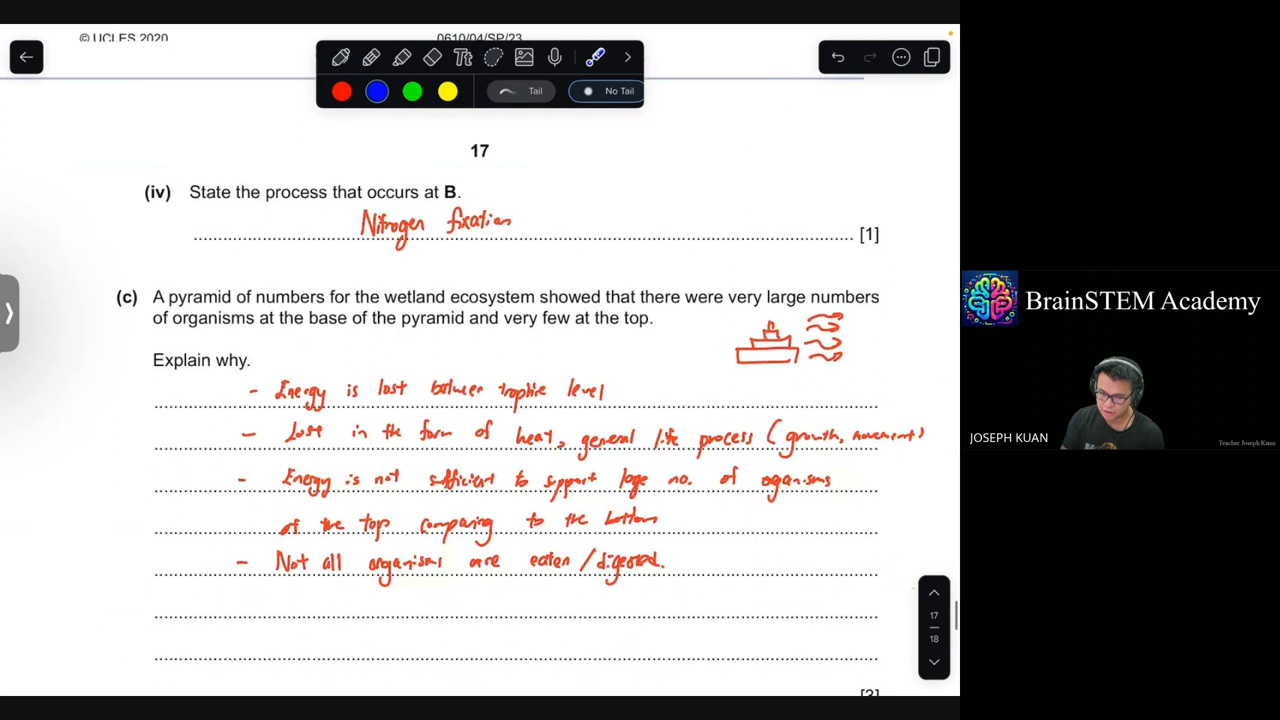 © UCLES 2020
0610/04/SP/23
Tt
Tail
No Tail
17
(iv) State the process that occurs at B.
Nitrogen fixation
[1]
(c) A pyramid of numbers for the wetland ecosystem showed that there were very large numbers
of organisms at the base of the pyramid and very few at the top.
Explain why.
- Energy is lost between trophic level
- Lost in the form of heat, general life process (growth, movement)
- Energy is not sufficient to support large no. of organisms
at the top comparing to the bottom
- Not all organisms are eaten / digested.
[3]
17
18
BrainSTEM Academy
JOSEPH KUAN
Teacher Joseph Kuan